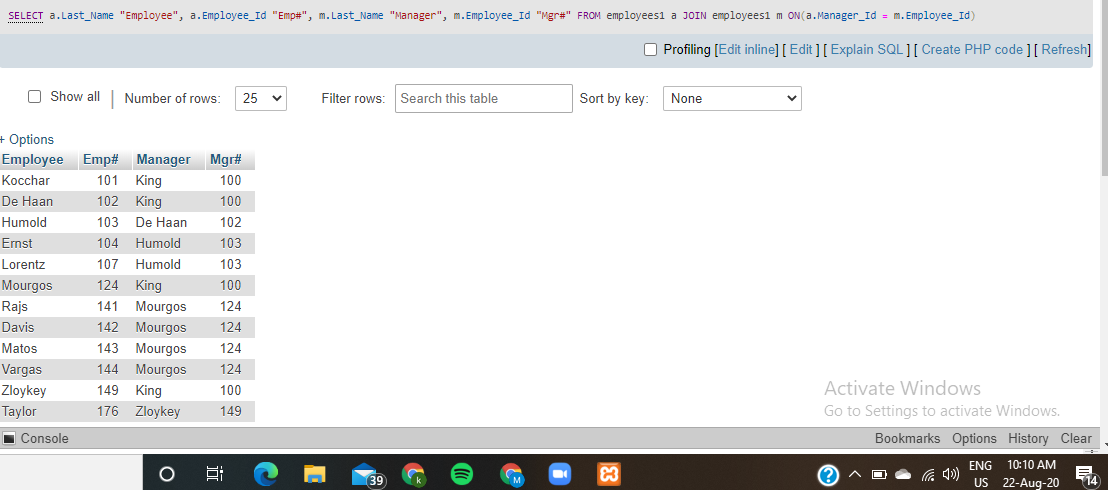 SELECT a.Last_Name "Employee", a.Employee_Id "Emp#", m.Last_Name "Manager", m.Employee_Id "Mgr#" FROM employees1 a JOIN employees1 m ON(a.Manager_Id = m.Employee_Id)
Profiling [Edit inline] [ Edit ] [ Explain SQL ] [ Create PHP code ] [ Refresh]
Show all | Number of rows: 25 Filter rows: Search this table Sort by key: None
+ Options
Employee Emp# Manager Mgr#
Kocchar 101 King 100
De Haan 102 King 100
Humold 103 De Haan 102
Ernst 104 Humold 103
Lorentz 107 Humold 103
Mourgos 124 King 100
Rajs 141 Mourgos 124
Davis 142 Mourgos 124
Matos 143 Mourgos 124
Vargas 144 Mourgos 124
Zloykey 149 King 100
Taylor 176 Zloykey 149
Activate Windows
Go to Settings to activate Windows.
Console Bookmarks Options History Clear
39 k M ? ENG 10:10 AM
US 22-Aug-20 14